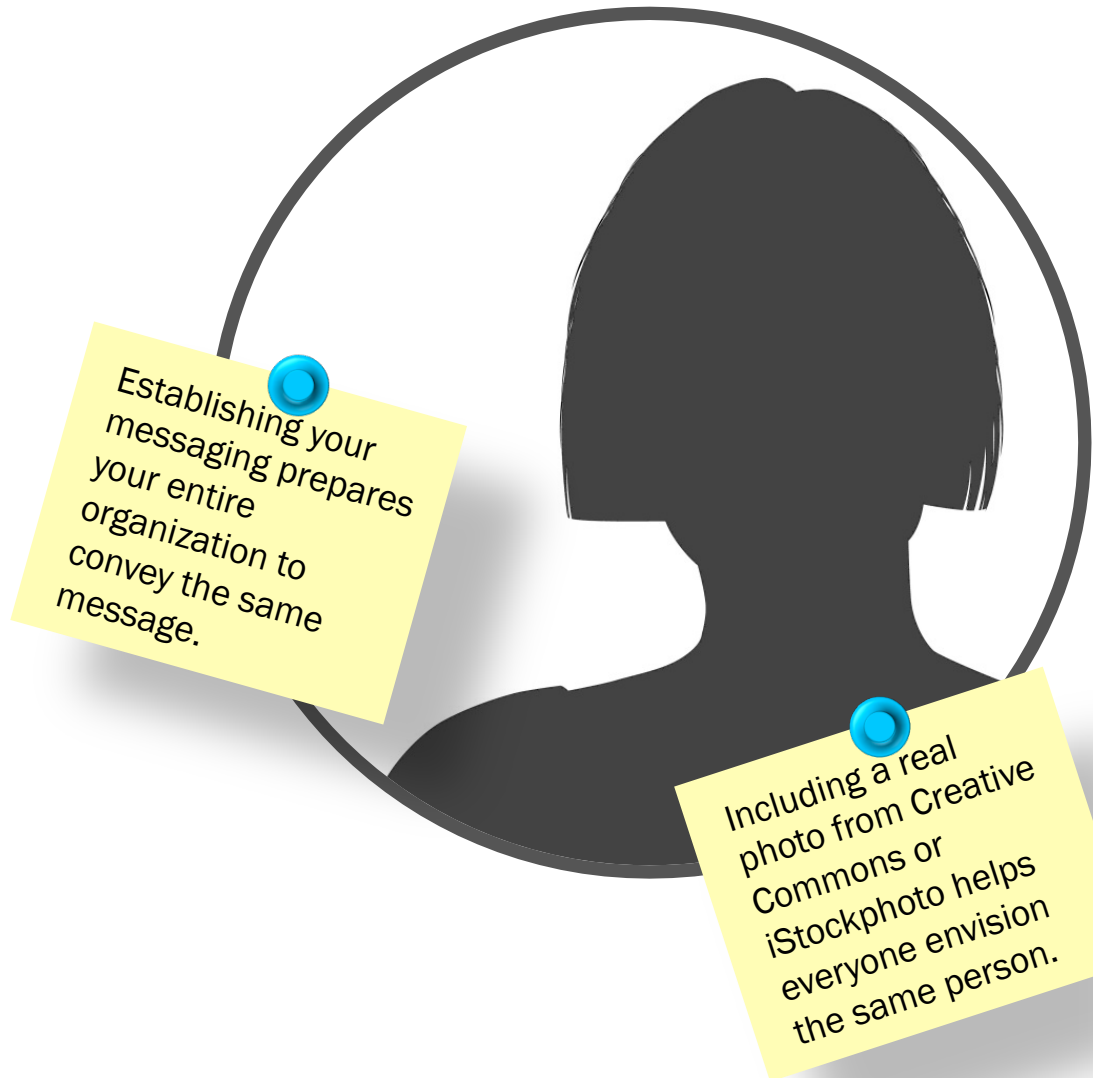 Establishing your
messaging prepares
your entire
organization to
convey the same
message.
Including a real
photo from Creative
Commons or
iStockphoto helps
everyone envision
the same person.